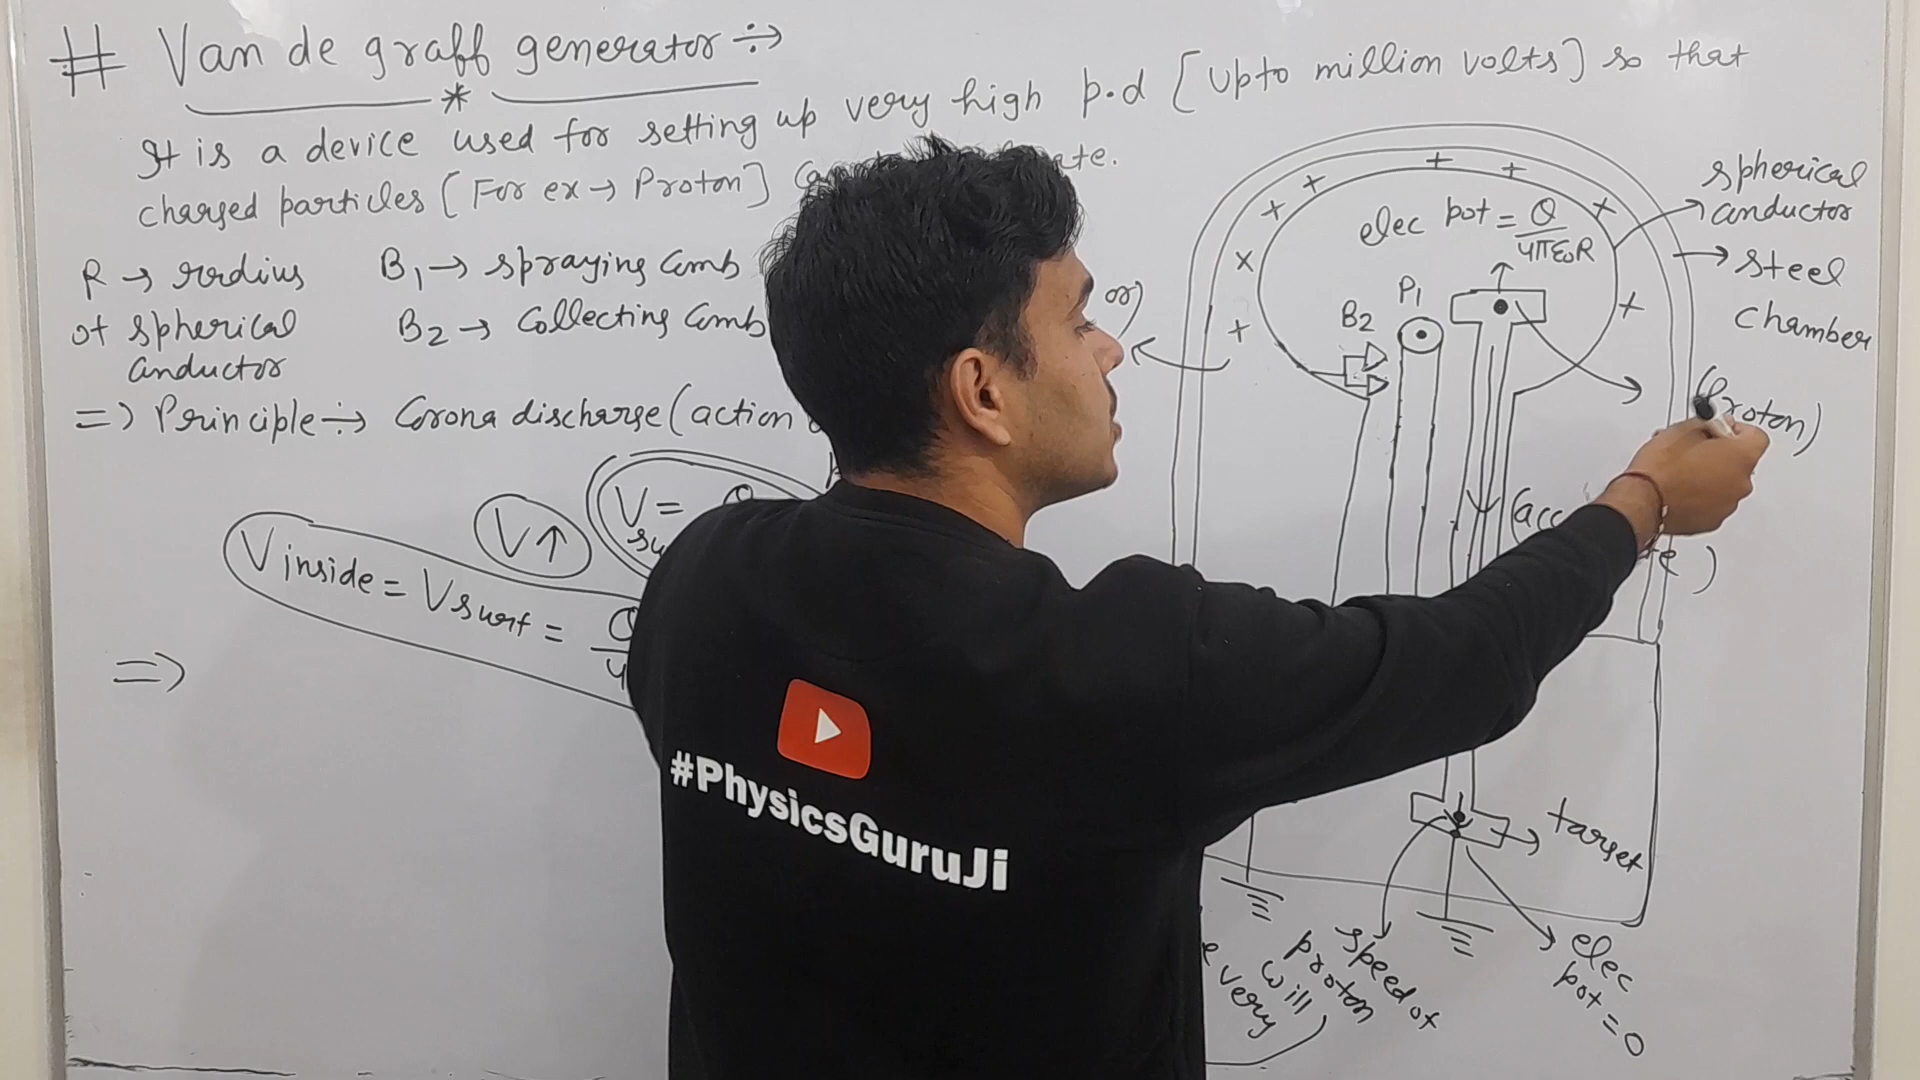 # Van de graff generator ÷>
It is a device used for setting up very high p.d [upto million volts] so that
charged particles [For ex → Proton]
R → radius
of spherical
conductor
B1 → spraying comb
B2 → Collecting comb
=) Principle ÷> Corona discharge (action
V↑
V =
Vinside = Vsurf =
=>
elec pot = Q
4πε0R
spherical
conductor
steel
chamber
P1
B2
(Proton)
target
speed of
proton
will
very
elec
pot = 0
#PhysicsGuruJi